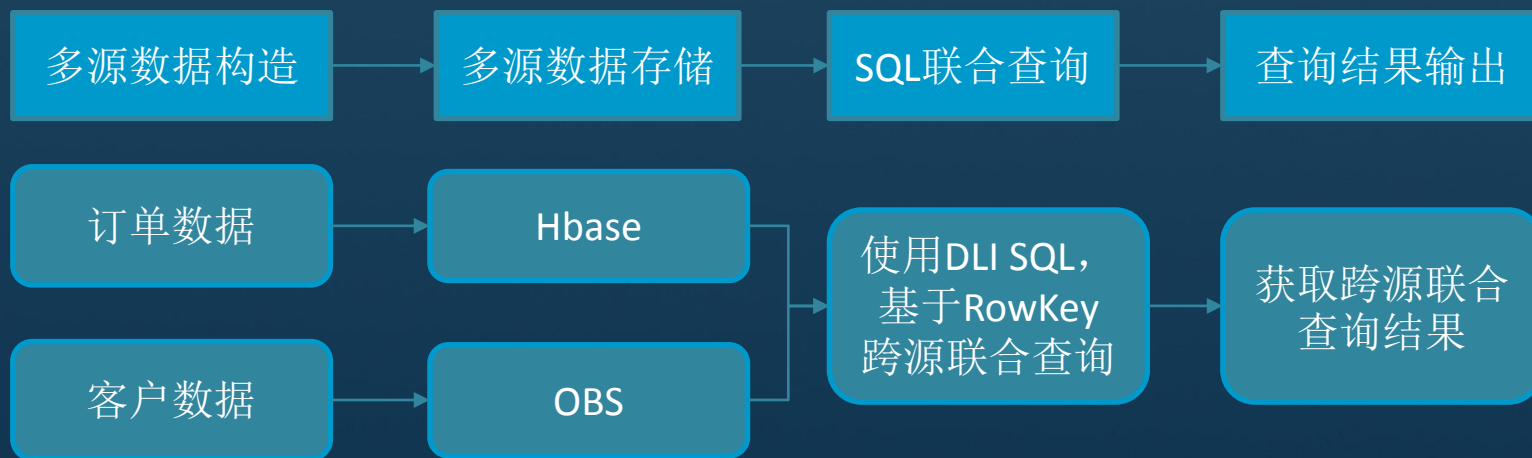 多源数据构造
多源数据存储
SQL联合查询
查询结果输出
订单数据
Hbase
使用DLI SQL，
基于RowKey
跨源联合查询
获取跨源联合
查询结果
客户数据
OBS